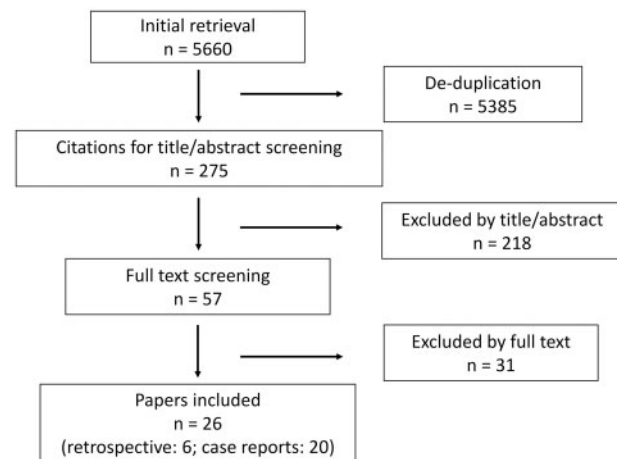 Initial retrieval
n = 5660
De-duplication
n = 5385
Citations for title/abstract screening
n = 275
Excluded by title/abstract
n = 218
Full text screening
n = 57
Excluded by full text
n = 31
Papers included
n = 26
(retrospective: 6; case reports: 20)